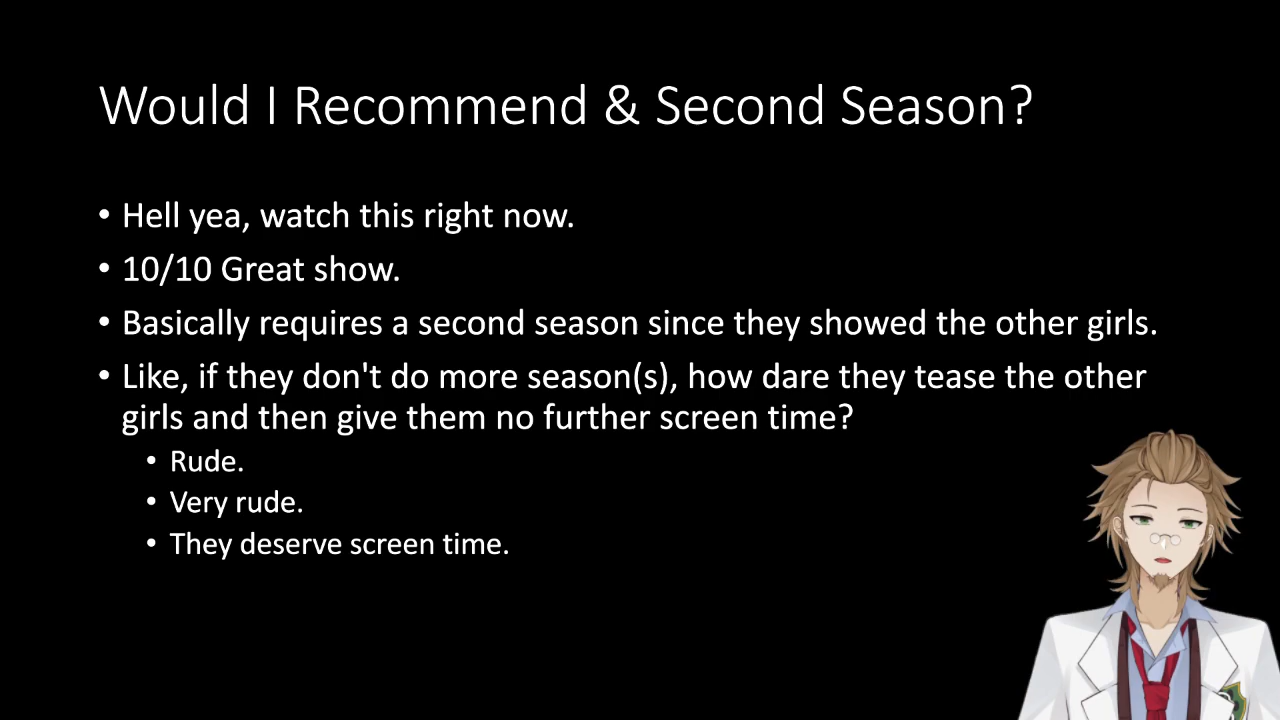 Would I Recommend & Second Season?
• Hell yea, watch this right now.
• 10/10 Great show.
• Basically requires a second season since they showed the other girls.
• Like, if they don't do more season(s), how dare they tease the other
girls and then give them no further screen time?
• Rude.
• Very rude.
• They deserve screen time.